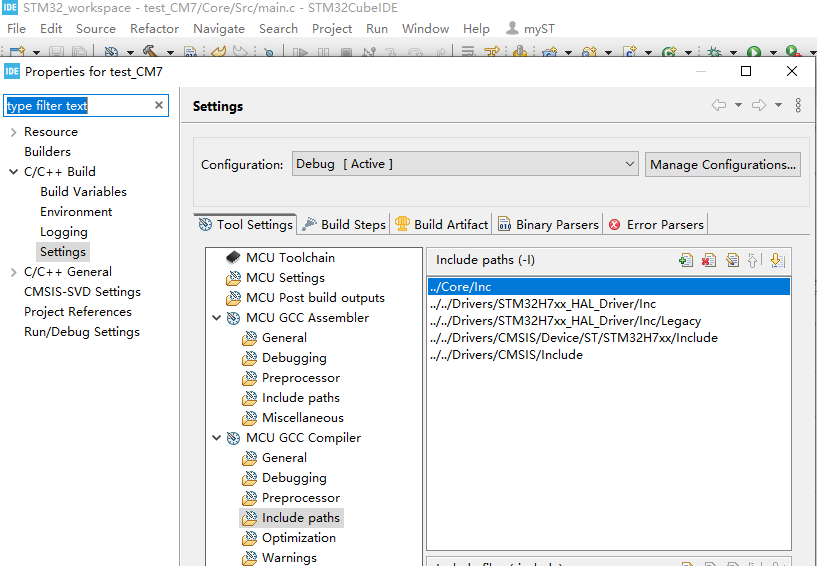 IDE STM32_workspace - test_CM7/Core/Src/main.c - STM32CubeIDE
File Edit Source Refactor Navigate Search Project Run Window Help myST
IDE Properties for test_CM7
type filter text
Resource
Builders
C/C++ Build
Build Variables
Environment
Logging
Settings
C/C++ General
CMSIS-SVD Settings
Project References
Run/Debug Settings
Settings
Configuration: Debug [ Active ] Manage Configurations...
Tool Settings Build Steps Build Artifact Binary Parsers Error Parsers
MCU Toolchain
MCU Settings
MCU Post build outputs
MCU GCC Assembler
General
Debugging
Preprocessor
Include paths
Miscellaneous
MCU GCC Compiler
General
Debugging
Preprocessor
Include paths
Optimization
Warnings
Include paths (-I)
../Core/Inc
../../Drivers/STM32H7xx_HAL_Driver/Inc
../../Drivers/STM32H7xx_HAL_Driver/Inc/Legacy
../../Drivers/CMSIS/Device/ST/STM32H7xx/Include
../../Drivers/CMSIS/Include